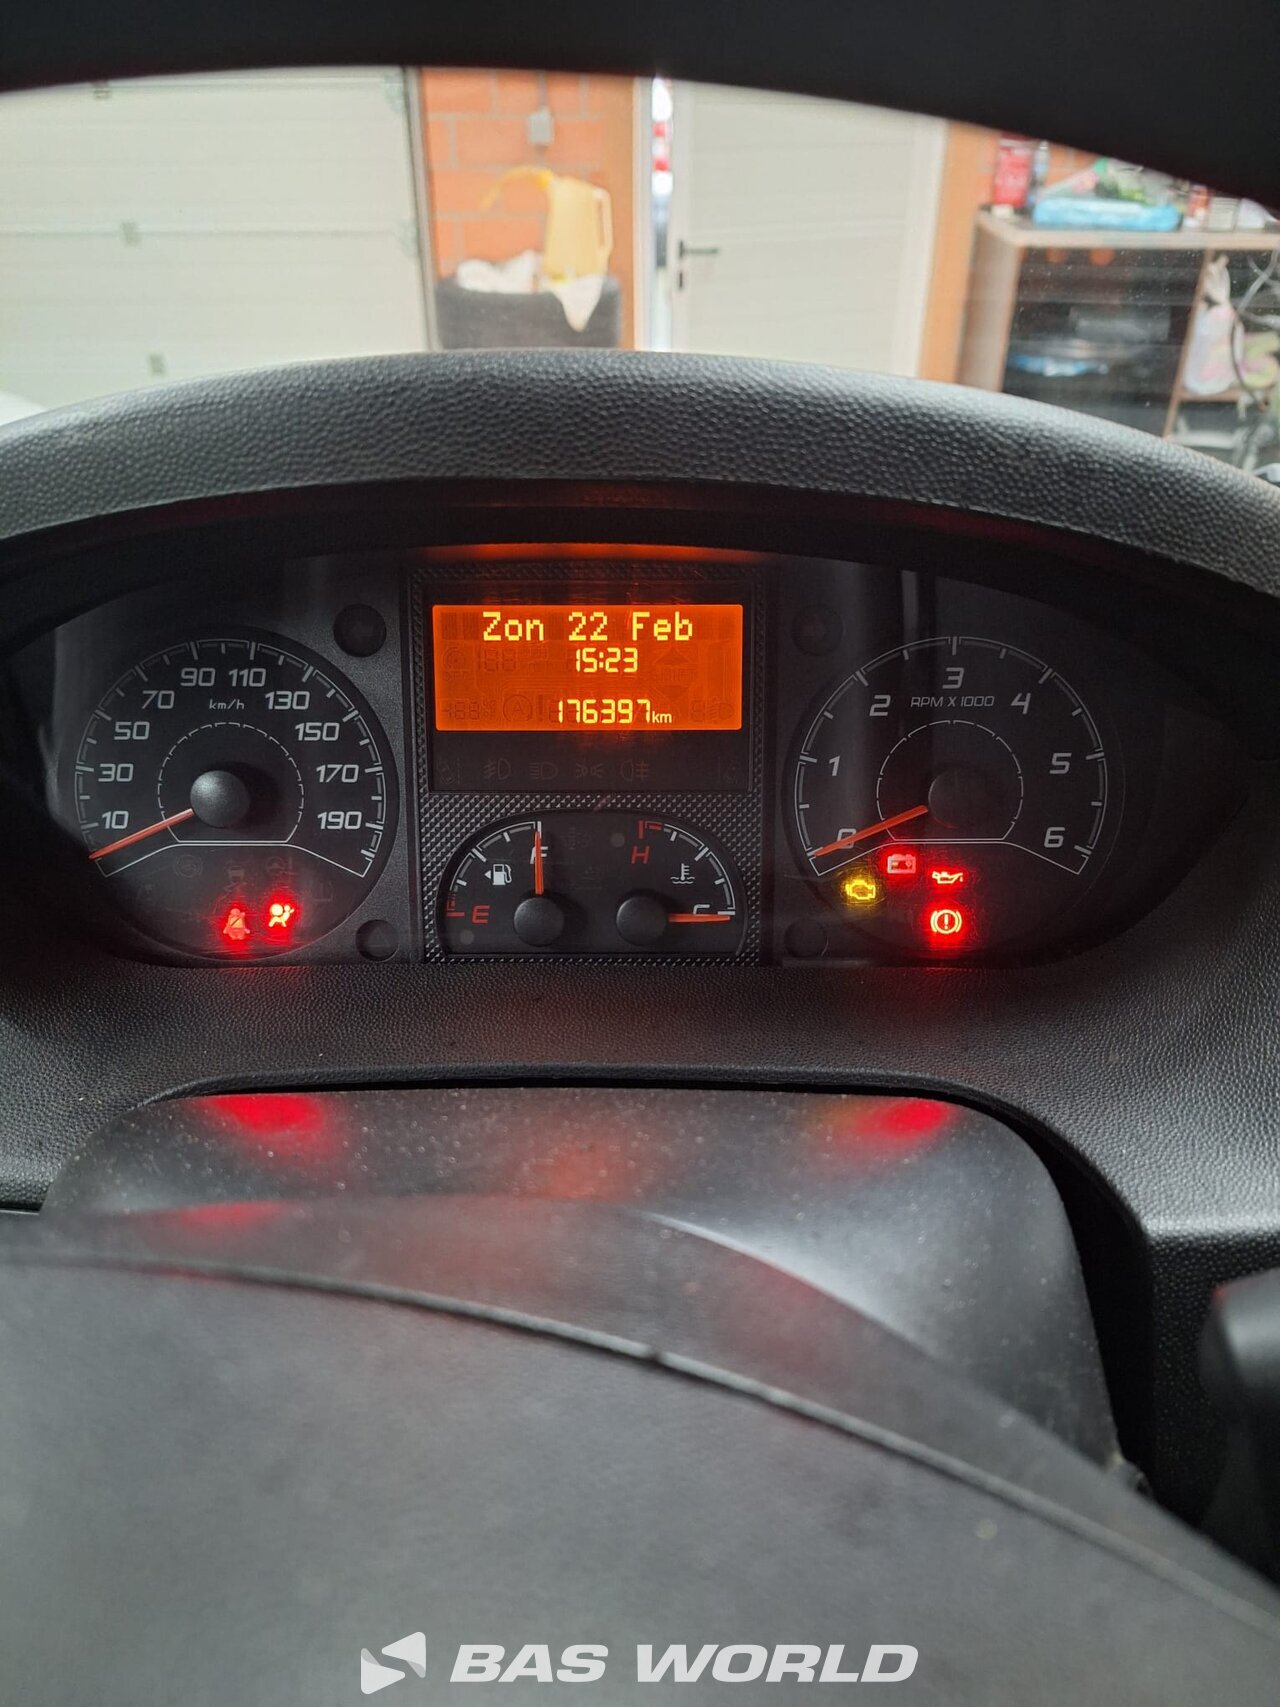 Zon 22 Feb
15:23
176397km
10 30 50 70 90 110 130 150 170 190
km/h
0 1 2 3 4 5 6
RPM X 1000
E F
H C
BAS WORLD